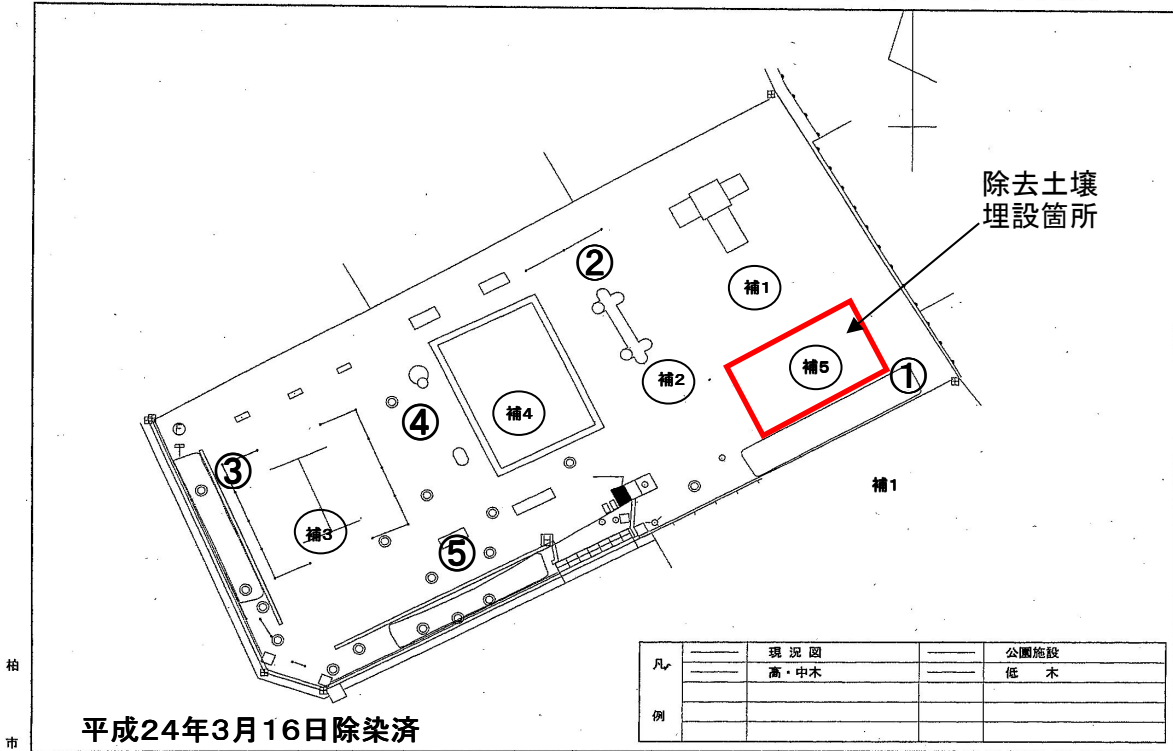 除去土壌
埋設箇所
②
補1
補2
補5
①
④
補4
③
補3
補1
⑤
凡
例
現況図
公園施設
高・中木
低木
柏
市
平成24年3月16日除染済